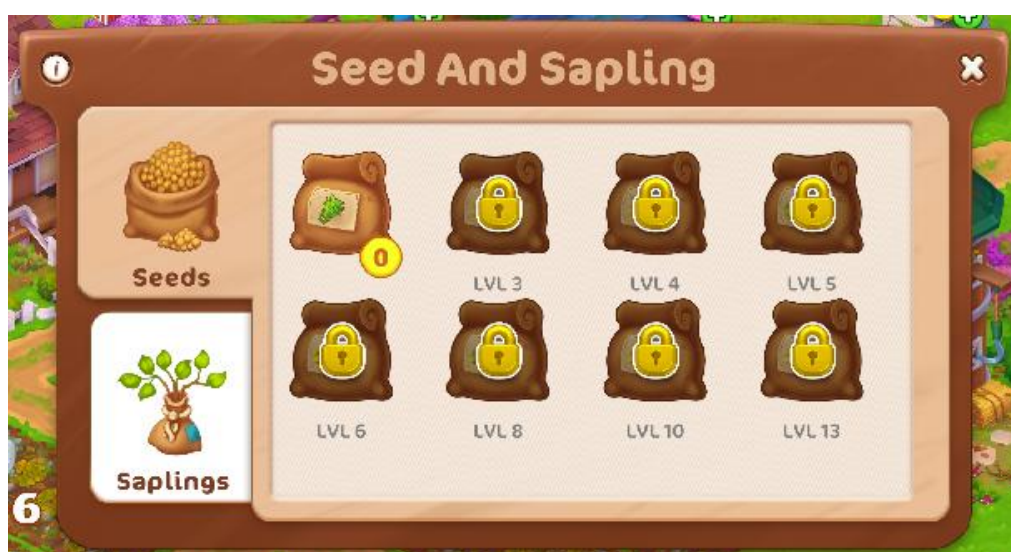 Seed And Sapling
Seeds
0
LVL 3
LVL 4
LVL 5
LVL 6
LVL 8
LVL 10
LVL 13
Saplings
6